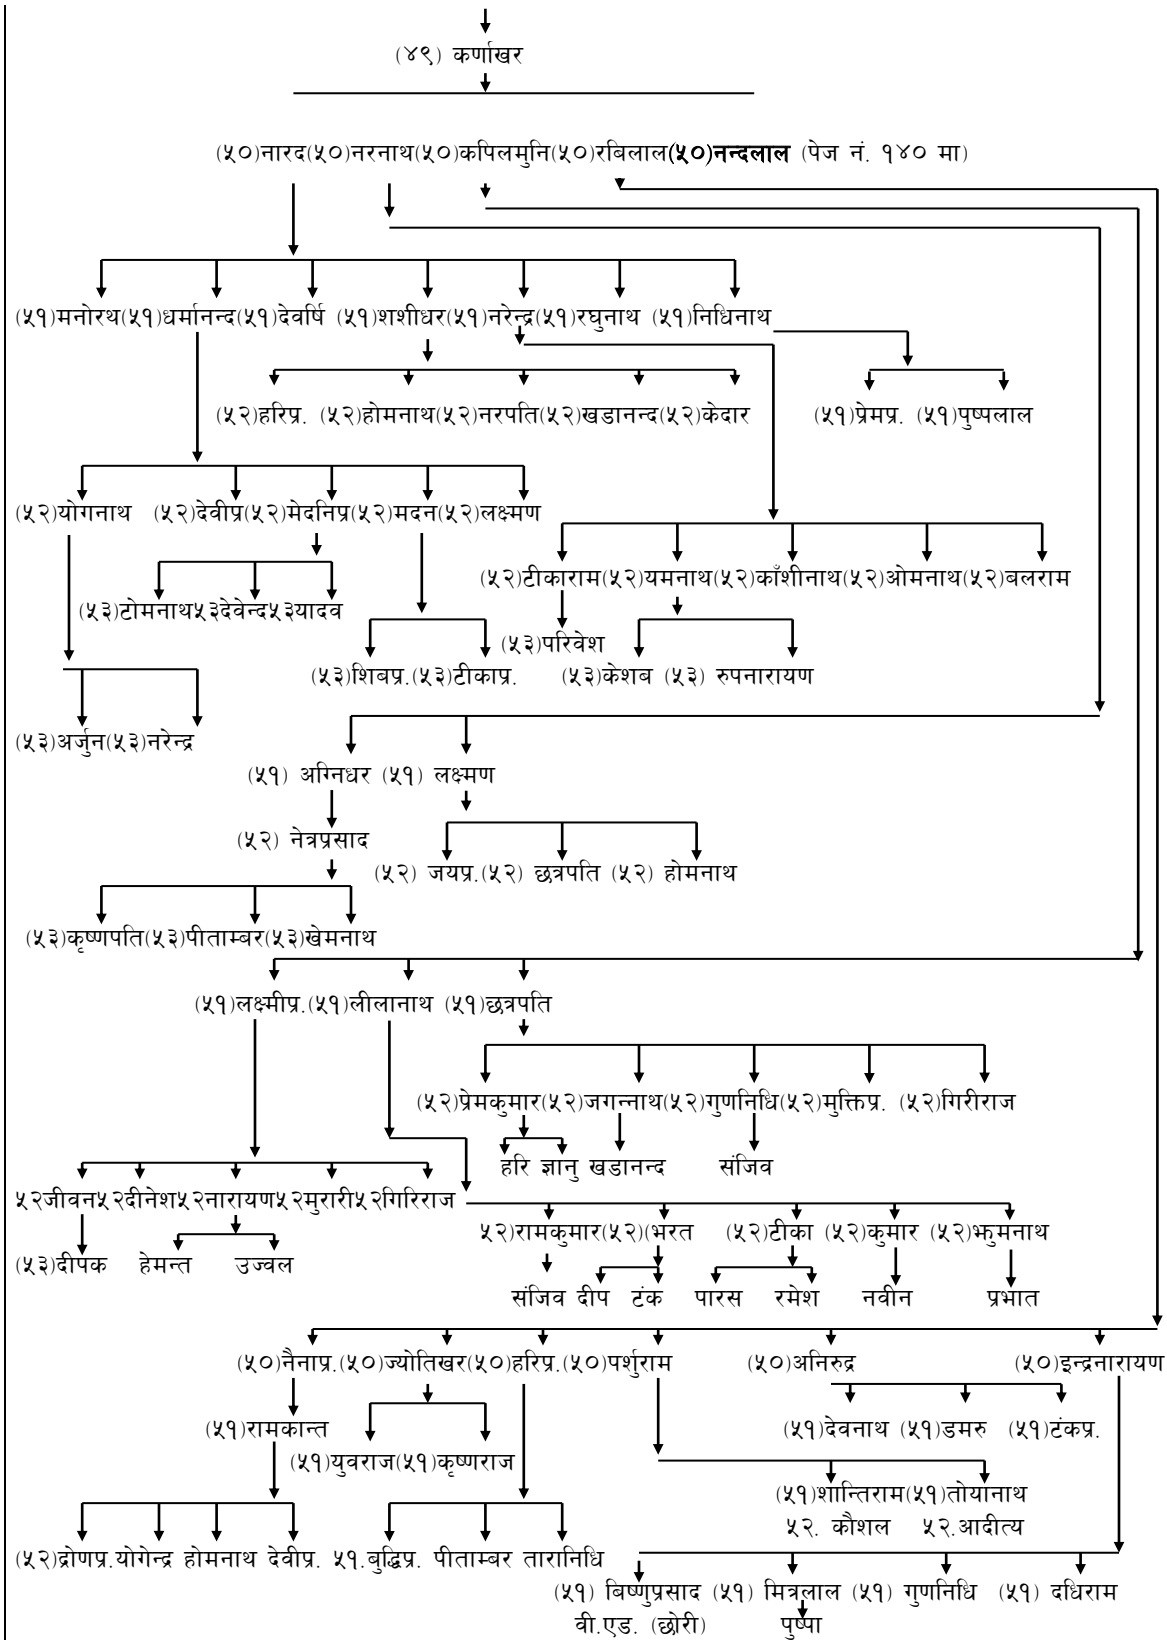 (४९) कर्णाखर
(५०)नारद(५०)नरनाथ(५०)कपिलमुनि(५०)रबिलाल(५०)नन्दलाल (पेज नं. १४० मा)
(५१)मनोरथ(५१)धर्मानन्द(५१)देवर्षि (५१)शशीधर(५१)नरेन्द्र(५१)रघुनाथ (५१)निधिनाथ
(५२)हरिप्र. (५२)होमनाथ(५२)नरपति(५२)खडानन्द(५२)केदार (५१)प्रेमप्र. (५१)पुष्पलाल
(५२)योगनाथ (५२)देवीप्र(५२)मेदनिप्र(५२)मदन(५२)लक्ष्मण
(५२)टीकाराम(५२)यमनाथ(५२)काँशीनाथ(५२)ओमनाथ(५२)बलराम
(५३)टोमनाथ५३देवेन्द५३यादव
(५३)परिवेश
(५३)शिबप्र.(५३)टीकाप्र. (५३)केशब (५३) रुपनारायण
(५३)अर्जुन(५३)नरेन्द्र
(५१) अग्निधर (५१) लक्ष्मण
(५२) नेत्रप्रसाद
(५२) जयप्र.(५२) छत्रपति (५२) होमनाथ
(५३)कृष्णपति(५३)पीताम्बर(५३)खेमनाथ
(५१)लक्ष्मीप्र.(५१)लीलानाथ (५१)छत्रपति
(५२)प्रेमकुमार(५२)जगन्नाथ(५२)गुणनिधि(५२)मुक्तिप्र. (५२)गिरीराज
हरि ज्ञानु खडानन्द संजिव
५२जीवन५२दीनेश५२नारायण५२मुरारी५२गिरिराज
५२)रामकुमार(५२)(भरत (५२)टीका (५२)कुमार (५२)झुमनाथ
(५३)दीपक हेमन्त उज्वल
संजिव दीप टंक पारस रमेश नवीन प्रभात
(५०)नैनाप्र.(५०)ज्योतिखर(५०)हरिप्र.(५०)पर्शुराम (५०)अनिरुद्र (५०)इन्द्रनारायण
(५१)रामकान्त (५१)देवनाथ (५१)डमरु (५१)टंकप्र.
(५१)युवराज(५१)कृष्णराज
(५१)शान्तिराम(५१)तोयानाथ
५२. कौशल ५२.आदीत्य
(५२)द्रोणप्र.योगेन्द्र होमनाथ देवीप्र. ५१.बुद्धिप्र. पीताम्बर तारानिधि
(५१) बिष्णुप्रसाद (५१) मित्रलाल (५१) गुणनिधि (५१) दधिराम
वी.एड. (छोरी) पुष्पा